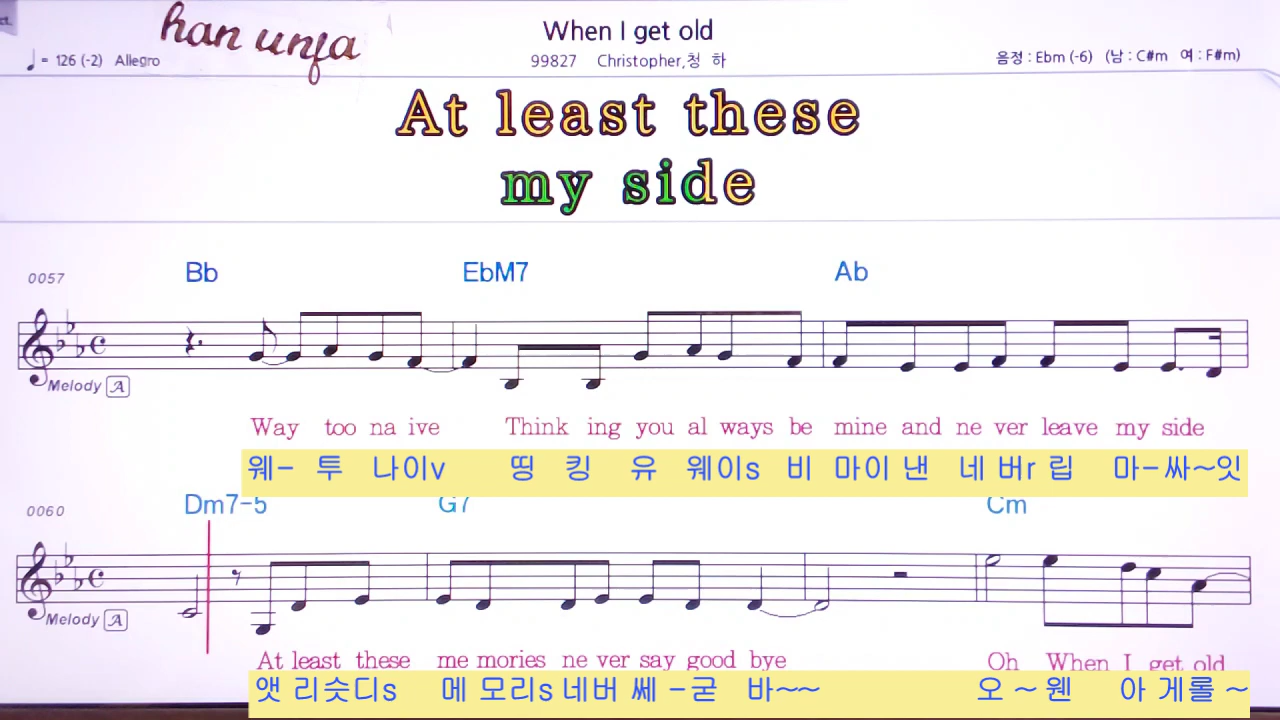 ct.
han unfa
When I get old
♩= 126 (-2) Allegro
99827 Christopher,청 하
음정 : Ebm (-6) (남 : C#m 여 : F#m)
At least these
my side
0057 Bb EbM7 Ab
Melody A
Way too na ive Think ing you al ways be mine and ne ver leave my side
웨- 투 나이v 띵 킹 유 웨이s 비 마이 낸 네 버r 립 마-싸~잇
0060 Dm7-5 G7 Cm
Melody A
At least these me mories ne ver say good bye Oh When I get old
앳 리슷디s 메 모리s 네버 쎄 -굳 바~~ 오 ~ 웬 아 게롤 ~